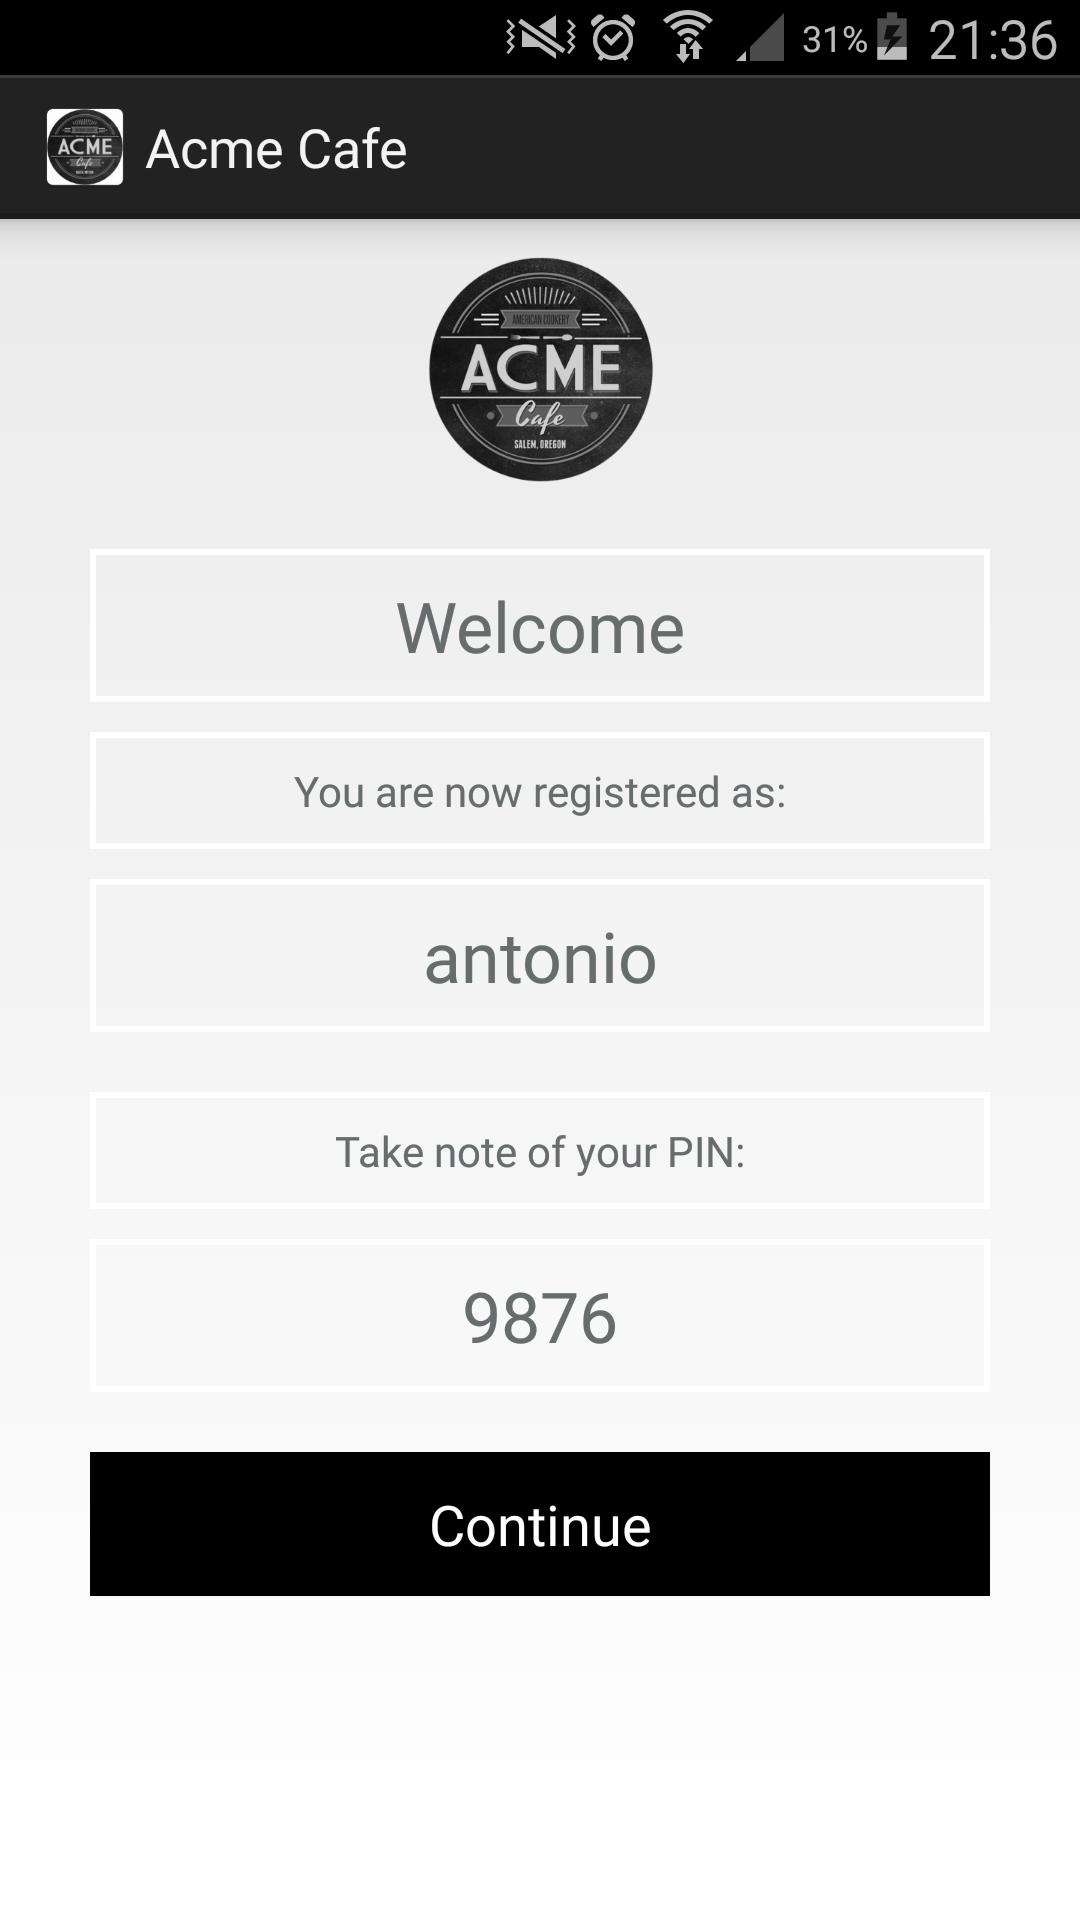 31% 21:36
ACME
Cafe
Acme Cafe
AMERICAN COOKERY
ACME
Cafe
SALEM, OREGON
Welcome
You are now registered as:
antonio
Take note of your PIN:
9876
Continue